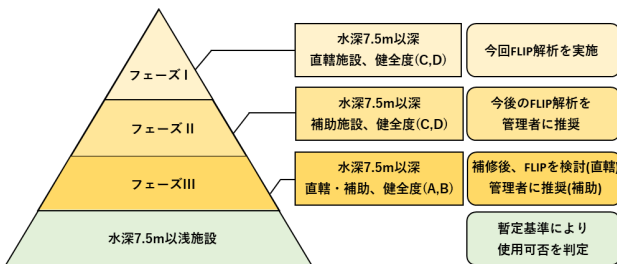 フェーズⅠ
水深7.5m以深
直轄施設、健全度(C,D)
今回FLIP解析を実施
フェーズⅡ
水深7.5m以深
補助施設、健全度(C,D)
今後のFLIP解析を
管理者に推奨
フェーズIII
水深7.5m以深
直轄・補助、健全度(A,B)
補修後、FLIPを検討(直轄)
管理者に推奨(補助)
水深7.5m以浅施設
暫定基準により
使用可否を判定